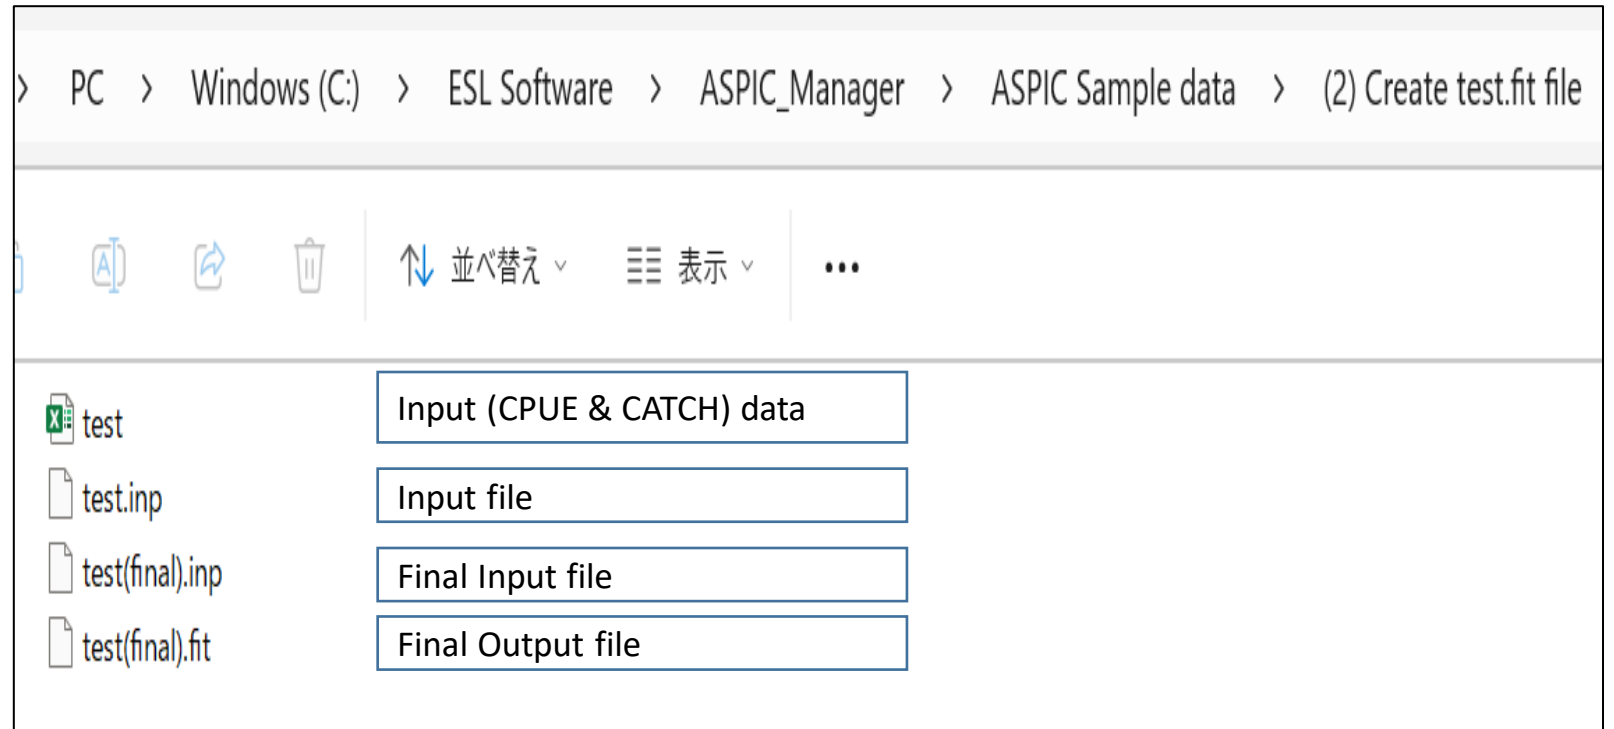 > PC > Windows (C:) > ESL Software > ASPIC_Manager > ASPIC Sample data > (2) Create test.fit file
並べ替え 表示 •••
test Input (CPUE & CATCH) data
test.inp Input file
test(final).inp Final Input file
test(final).fit Final Output file